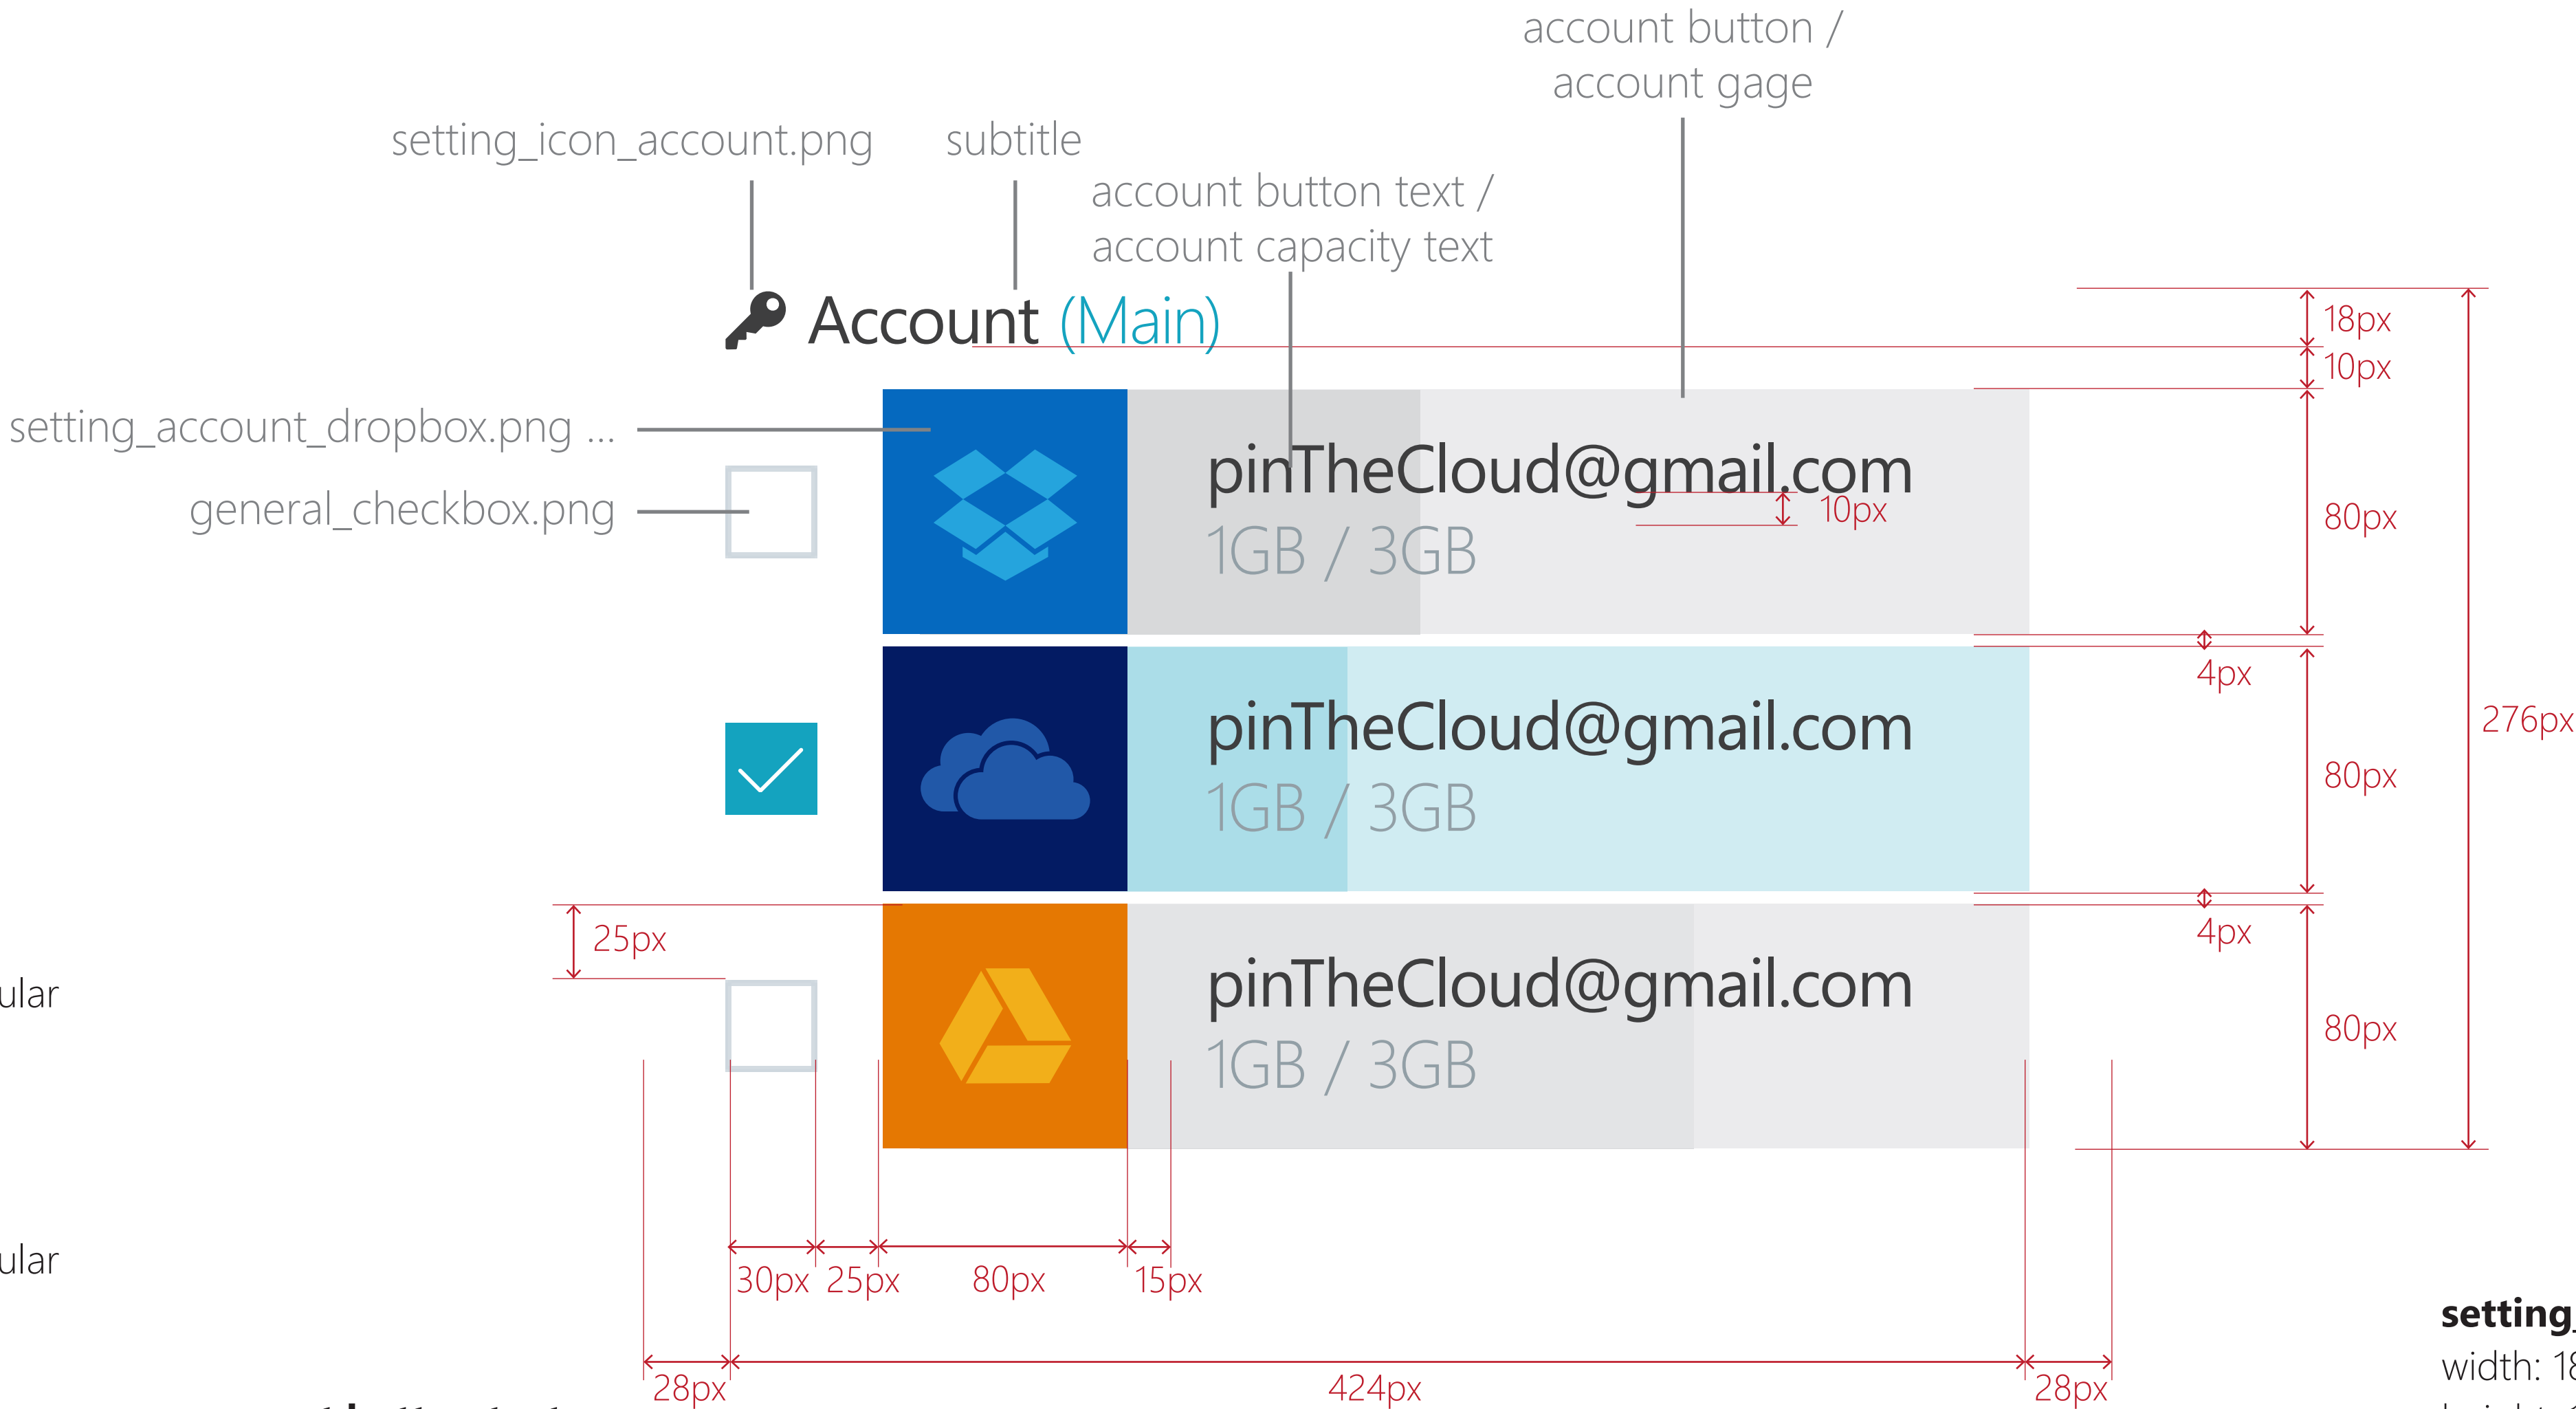 account button /
account gage
setting_icon_account.png
subtitle
account button text /
account capacity text
Account (Main)
18px
10px
setting_account_dropbox.png ...
general_checkbox.png
pinTheCloud@gmail.com
10px
1GB / 3GB
80px
4px
276px
pinTheCloud@gmail.com
1GB / 3GB
80px
4px
25px
pinTheCloud@gmail.com
1GB / 3GB
80px
ular
ular
30px
25px
80px
15px
28px
424px
28px
setting_
width: 18